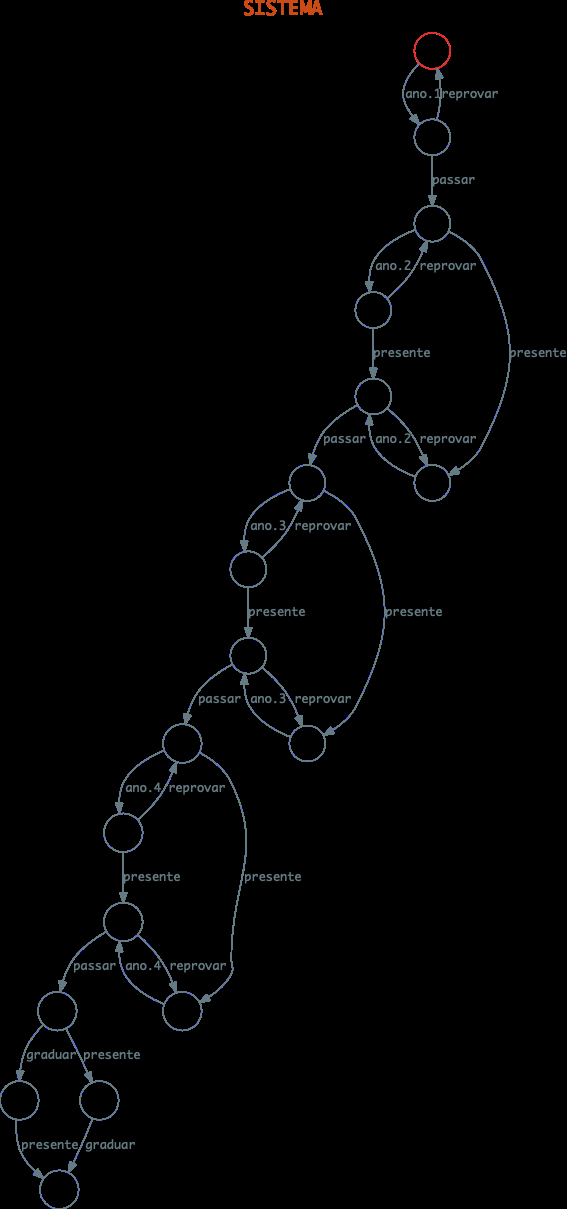 SISTEMA
ano.1 reprovar
passar
ano.2 reprovar
presente presente
passar ano.2 reprovar
ano.3 reprovar
presente presente
passar ano.3 reprovar
ano.4 reprovar
presente presente
passar ano.4 reprovar
graduar presente
presente graduar